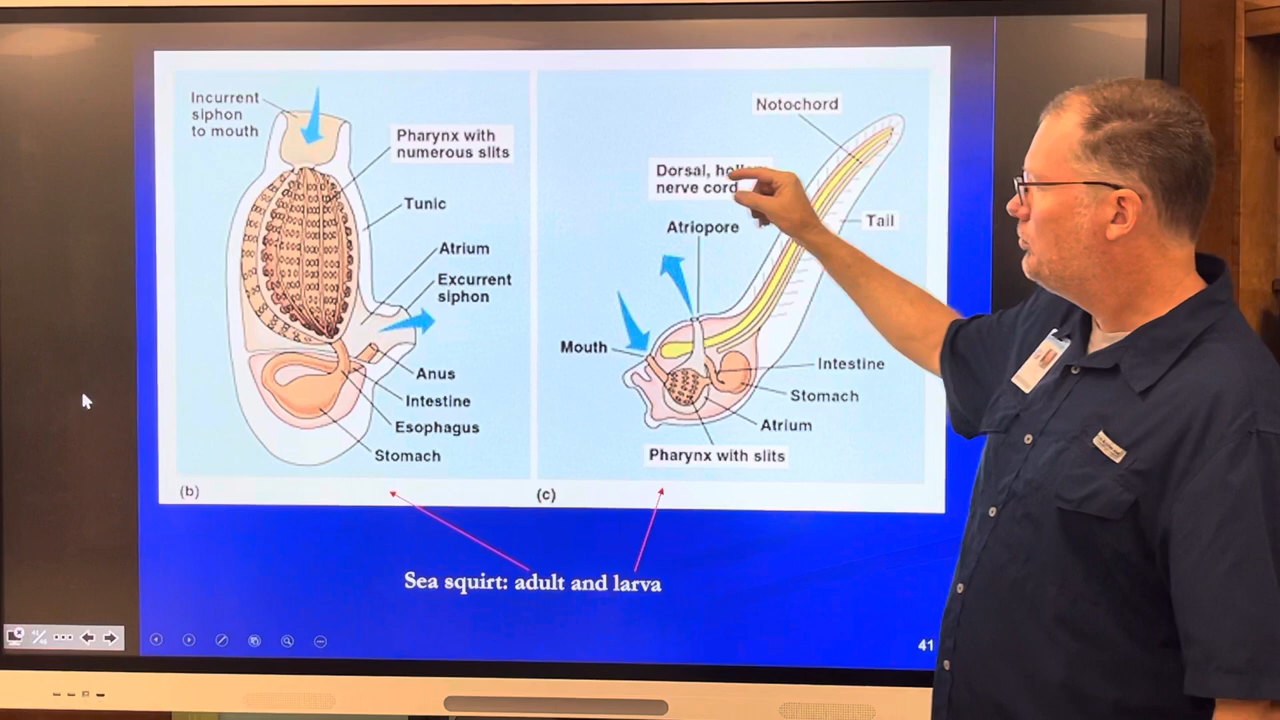 Incurrent
siphon
to mouth
Pharynx with
numerous slits
Tunic
Atrium
Excurrent
siphon
Anus
Intestine
Esophagus
Stomach
(b)
Notochord
Dorsal,
nerve cord
Tail
Atriopore
Mouth
Intestine
Stomach
Atrium
Pharynx with slits
(c)
Sea squirt: adult and larva
41